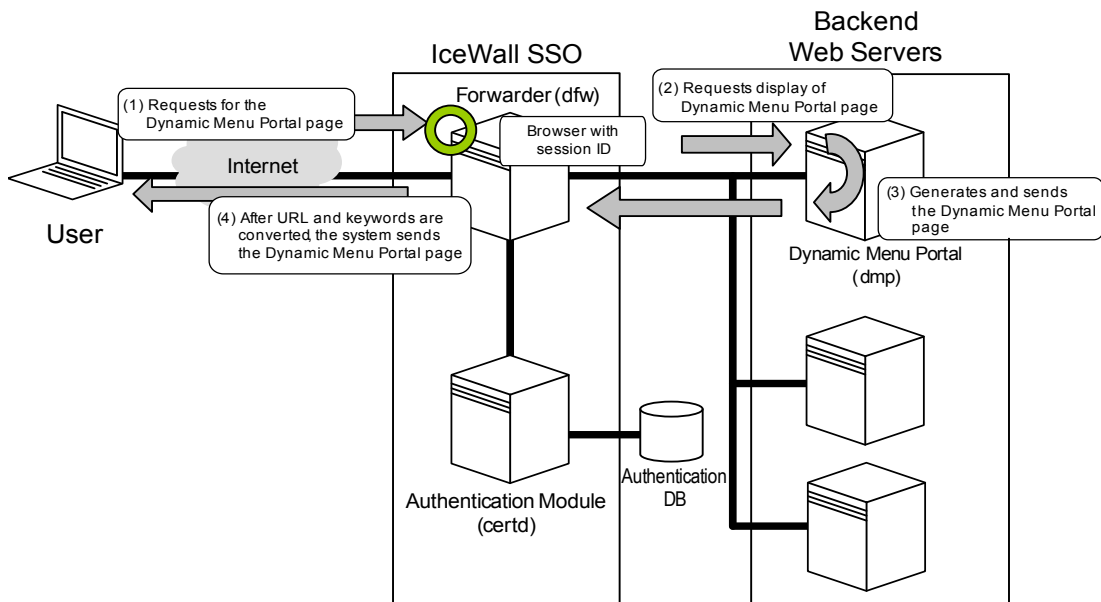 Backend
Web Servers
IceWall SSO
Forwarder (dfw)
(1) Requests for the
Dynamic Menu Portal page
(2) Requests display of
Dynamic Menu Portal page
Browser with
session ID
Internet
(3) Generates and sends
the Dynamic Menu Portal
page
(4) After URL and keywords are
converted, the system sends
the Dynamic Menu Portal page
User
Dynamic Menu Portal
(dmp)
Authentication
DB
Authentication Module
(certd)